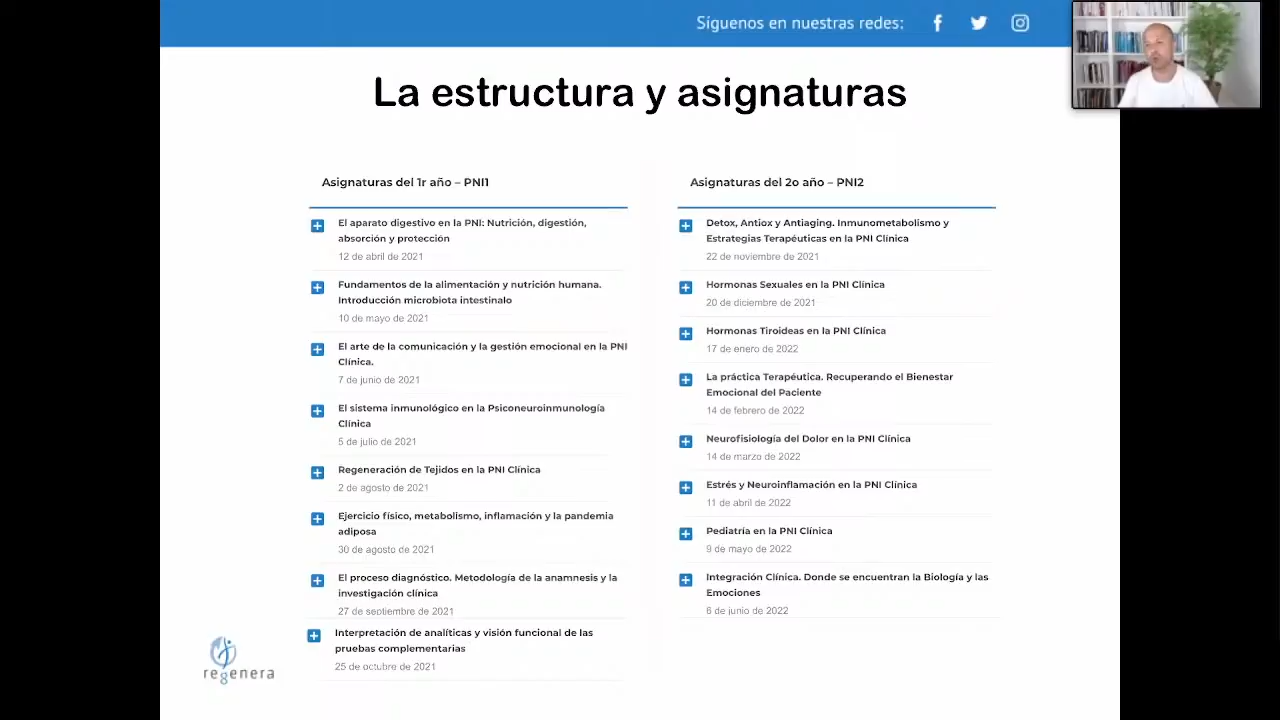 Síguenos en nuestras redes:
La estructura y asignaturas
Asignaturas del 1r año – PNI1
El aparato digestivo en la PNI: Nutrición, digestión,
absorción y protección
12 de abril de 2021
Fundamentos de la alimentación y nutrición humana.
Introducción microbiota intestinalo
10 de mayo de 2021
El arte de la comunicación y la gestión emocional en la PNI
Clínica.
7 de junio de 2021
El sistema inmunológico en la Psiconeuroinmunología
Clínica
5 de julio de 2021
Regeneración de Tejidos en la PNI Clínica
2 de agosto de 2021
Ejercicio físico, metabolismo, inflamación y la pandemia
adiposa
30 de agosto de 2021
El proceso diagnóstico. Metodología de la anamnesis y la
investigación clínica
27 de septiembre de 2021
Interpretación de analíticas y visión funcional de las
pruebas complementarias
25 de octubre de 2021
Asignaturas del 2o año – PNI2
Detox, Antiox y Antiaging. Inmunometabolismo y
Estrategias Terapéuticas en la PNI Clínica
22 de noviembre de 2021
Hormonas Sexuales en la PNI Clínica
20 de diciembre de 2021
Hormonas Tiroideas en la PNI Clínica
17 de enero de 2022
La práctica Terapéutica. Recuperando el Bienestar
Emocional del Paciente
14 de febrero de 2022
Neurofisiología del Dolor en la PNI Clínica
14 de marzo de 2022
Estrés y Neuroinflamación en la PNI Clínica
11 de abril de 2022
Pediatría en la PNI Clínica
9 de mayo de 2022
Integración Clínica. Donde se encuentran la Biología y las
Emociones
6 de junio de 2022
regenera